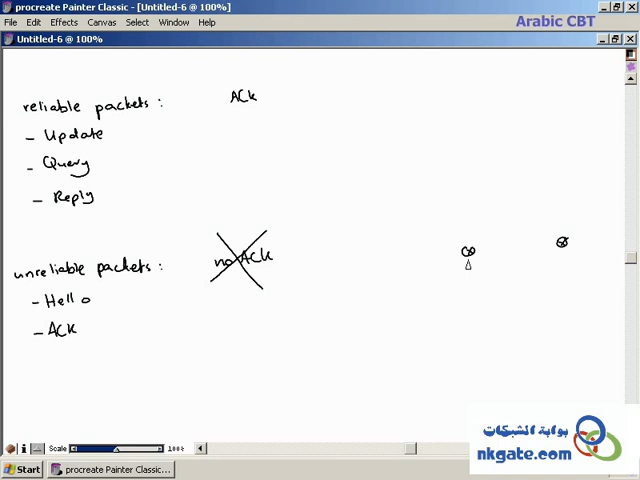 procreate Painter Classic - [Untitled-6 @ 100%]
File Edit Effects Canvas Select Window Help
Arabic CBT
Untitled-6 @ 100%
reliable packets : ACK
- Update
- Query
- Reply
unreliable packets : no ACK
- Hello
- ACK
بوابة الشبكات
nkgate.com
Scale 100%
Start procreate Painter Classic...